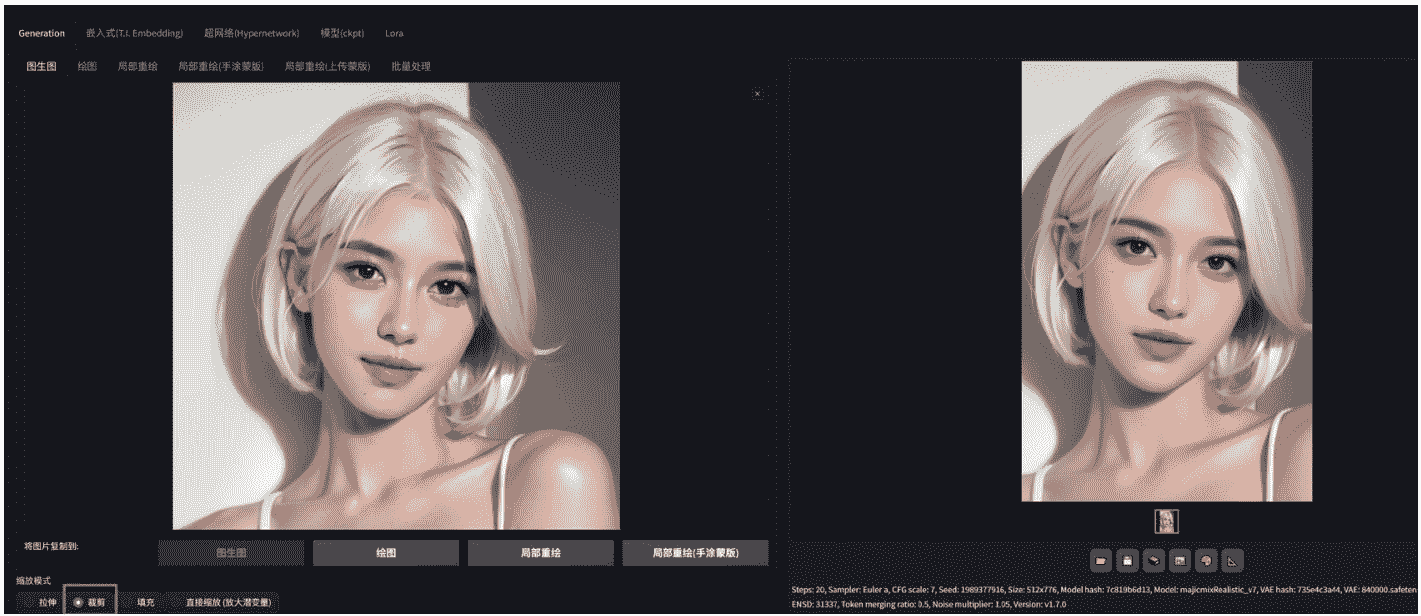 Generation 嵌入式(T.I. Embedding) 超网络(Hypernetwork) 模型(ckpt) Lora
图生图 绘图 局部重绘 局部重绘(手涂蒙版) 局部重绘(上传蒙版) 批量处理
×
将图片复制到:
图生图 绘图 局部重绘 局部重绘(手涂蒙版)
缩放模式
拉伸 裁剪 填充 直接缩放 (放大潜变量)
Steps: 20, Sampler: Euler a, CFG scale: 7, Seed: 1989377916, Size: 512x776, Model hash: 7c819b6d13, Model: majicmixRealistic_v7, VAE hash: 735e4c3a44, VAE: 840000.safeten
ENSD: 31337, Token merging ratio: 0.5, Noise multiplier: 1.05, Version: v1.7.0